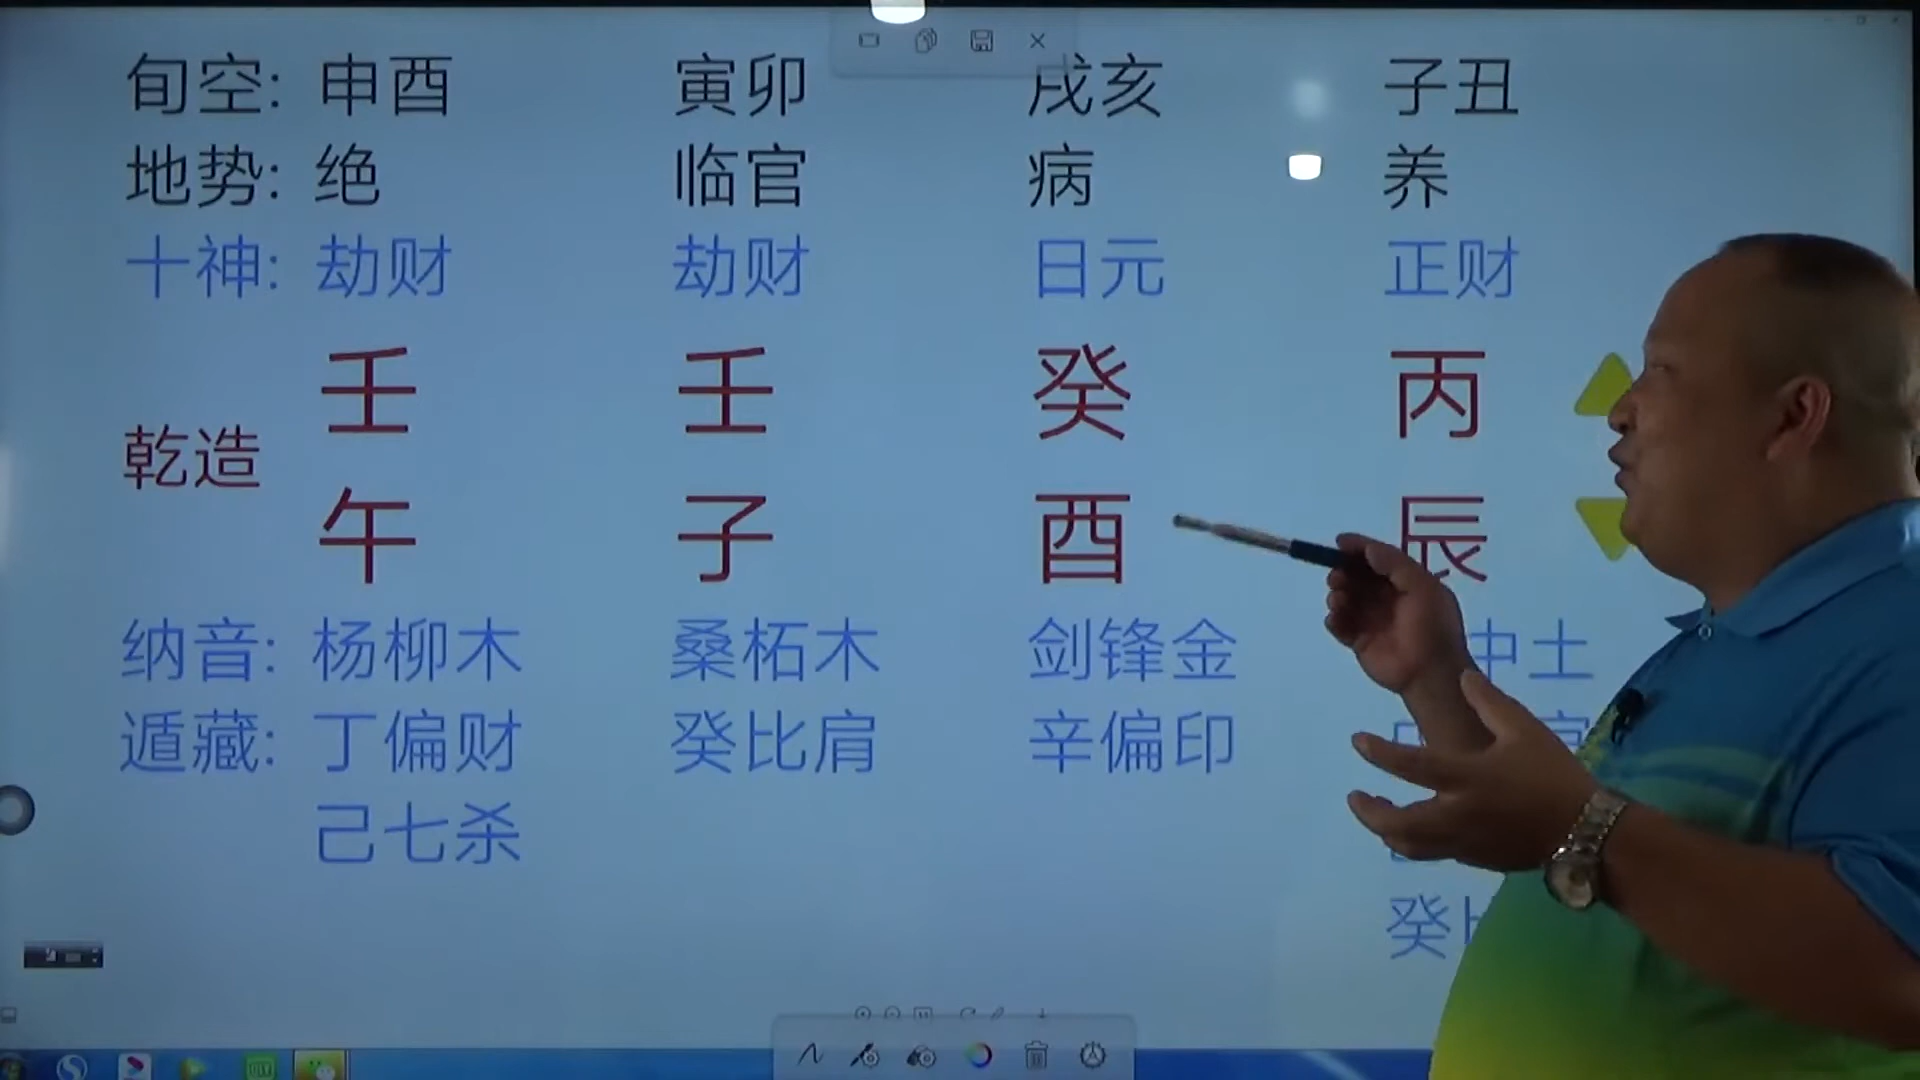 旬空: 申酉 寅卯 戌亥 子丑
地势: 绝 临官 病 养
十神: 劫财 劫财 日元 正财
壬 壬 癸 丙
乾造
午 子 酉 辰
纳音: 杨柳木 桑柘木 剑锋金 中土
遁藏: 丁偏财 癸比肩 辛偏印
己七杀
癸